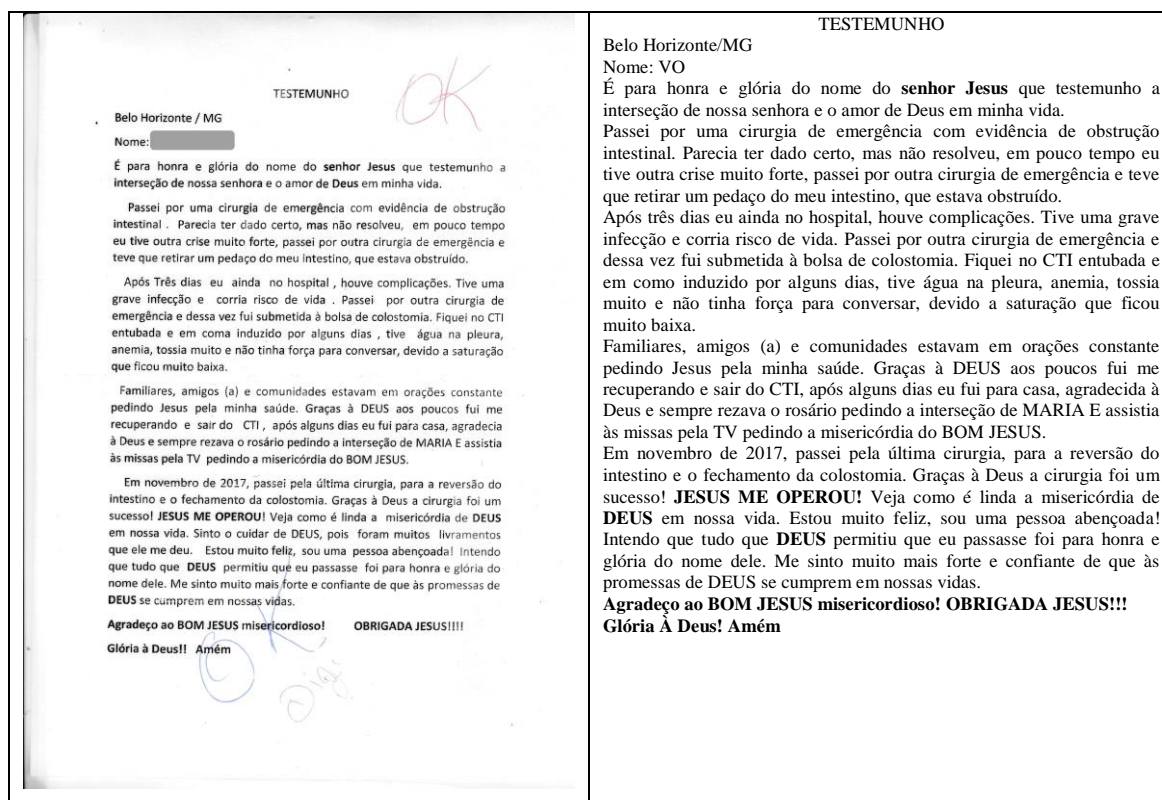 TESTEMUNHO
OK
Belo Horizonte / MG
Nome:
É para honra e glória do nome do senhor Jesus que testemunho a
interseção de nossa senhora e o amor de Deus em minha vida.
Passei por uma cirurgia de emergência com evidência de obstrução
intestinal . Parecia ter dado certo, mas não resolveu, em pouco tempo
eu tive outra crise muito forte, passei por outra cirurgia de emergência e
teve que retirar um pedaço do meu intestino, que estava obstruído.
Após Três dias eu ainda no hospital , houve complicações. Tive uma
grave infecção e corria risco de vida . Passei por outra cirurgia de
emergência e dessa vez fui submetida à bolsa de colostomia. Fiquei no CTI
entubada e em coma induzido por alguns dias , tive água na pleura,
anemia, tossia muito e não tinha força para conversar, devido a saturação
que ficou muito baixa.
Familiares, amigos (a) e comunidades estavam em orações constante
pedindo Jesus pela minha saúde. Graças à DEUS aos poucos fui me
recuperando e sair do CTI , após alguns dias eu fui para casa, agradecia
à Deus e sempre rezava o rosário pedindo a interseção de MARIA E assistia
às missas pela TV pedindo a misericórdia do BOM JESUS.
Em novembro de 2017, passei pela última cirurgia, para a reversão do
intestino e o fechamento da colostomia. Graças à Deus a cirurgia foi um
sucesso! JESUS ME OPEROU! Veja como é linda a misericórdia de DEUS
em nossa vida. Sinto o cuidar de DEUS, pois foram muitos livramentos
que ele me deu. Estou muito feliz, sou uma pessoa abençoada! Intendo
que tudo que DEUS permitiu que eu passasse foi para honra e glória do
nome dele. Me sinto muito mais forte e confiante de que às promessas de
DEUS se cumprem em nossas vidas.
Agradeço ao BOM JESUS misericordioso! OBRIGADA JESUS!!!!
Glória à Deus!! Amém
OK
TESTEMUNHO
Belo Horizonte/MG
Nome: VO
É para honra e glória do nome do senhor Jesus que testemunho a
interseção de nossa senhora e o amor de Deus em minha vida.
Passei por uma cirurgia de emergência com evidência de obstrução
intestinal. Parecia ter dado certo, mas não resolveu, em pouco tempo eu
tive outra crise muito forte, passei por outra cirurgia de emergência e teve
que retirar um pedaço do meu intestino, que estava obstruído.
Após três dias eu ainda no hospital, houve complicações. Tive uma grave
infecção e corria risco de vida. Passei por outra cirurgia de emergência e
dessa vez fui submetida à bolsa de colostomia. Fiquei no CTI entubada e
em como induzido por alguns dias, tive água na pleura, anemia, tossia
muito e não tinha força para conversar, devido a saturação que ficou
muito baixa.
Familiares, amigos (a) e comunidades estavam em orações constante
pedindo Jesus pela minha saúde. Graças à DEUS aos poucos fui me
recuperando e sair do CTI, após alguns dias eu fui para casa, agradecida à
Deus e sempre rezava o rosário pedindo a interseção de MARIA E assistia
às missas pela TV pedindo a misericórdia do BOM JESUS.
Em novembro de 2017, passei pela última cirurgia, para a reversão do
intestino e o fechamento da colostomia. Graças à Deus a cirurgia foi um
sucesso! JESUS ME OPEROU! Veja como é linda a misericórdia de
DEUS em nossa vida. Estou muito feliz, sou uma pessoa abençoada!
Intendo que tudo que DEUS permitiu que eu passasse foi para honra e
glória do nome dele. Me sinto muito mais forte e confiante de que às
promessas de DEUS se cumprem em nossas vidas.
Agradeço ao BOM JESUS misericordioso! OBRIGADA JESUS!!!
Glória À Deus! Amém